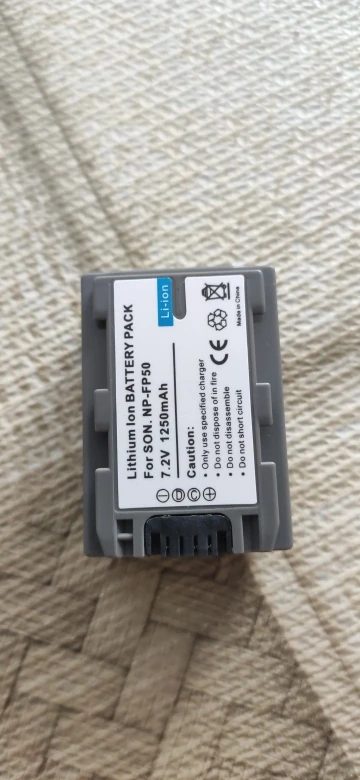 Lithium Ion BATTERY PACK
For SON. NP-FP50
7.2V 1250mAh
Li-ion
Caution:
• Only use specified charger
• Do not dispose of in fire
• Do not disassemble
• Do not short circuit
CE
Made in China
- D C +